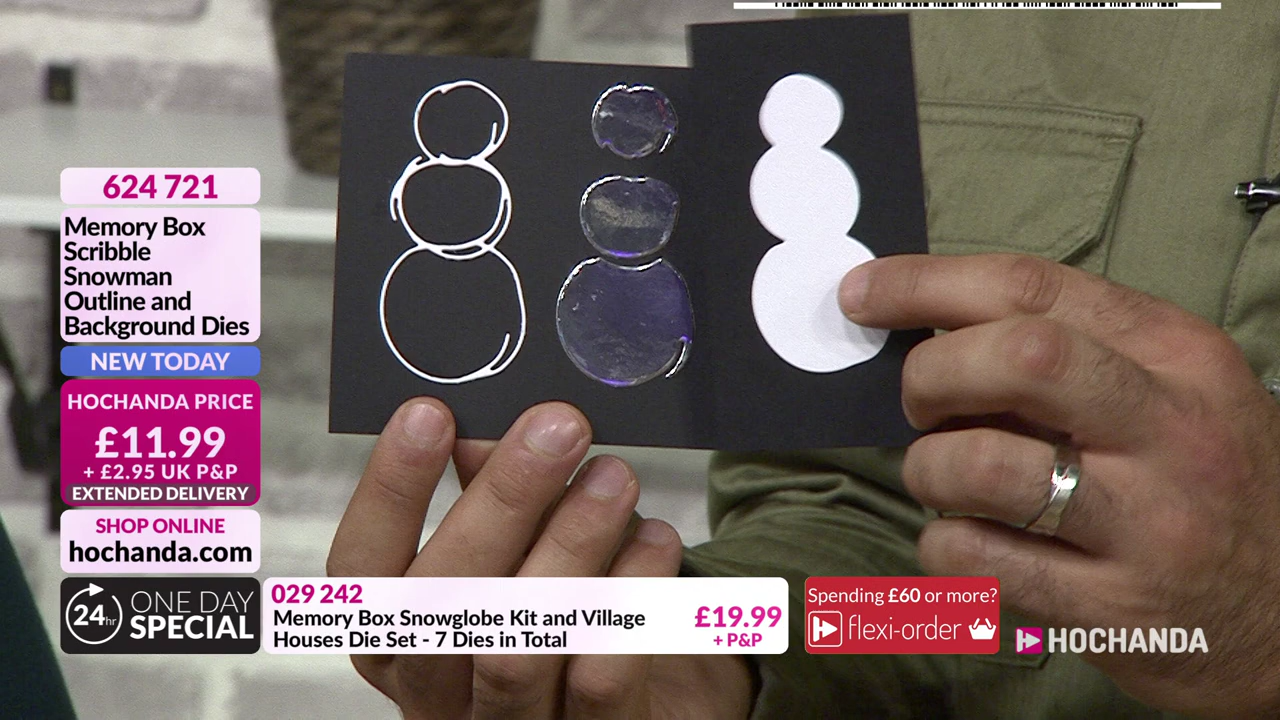 624 721
Memory Box
Scribble
Snowman
Outline and
Background Dies
NEW TODAY
HOCHANDA PRICE
£11.99
+ £2.95 UK P&P
EXTENDED DELIVERY
SHOP ONLINE
hochanda.com
24hr
ONE DAY
SPECIAL
029 242
Memory Box Snowglobe Kit and Village
Houses Die Set - 7 Dies in Total
£19.99
+ P&P
Spending £60 or more?
flexi-order
HOCHANDA